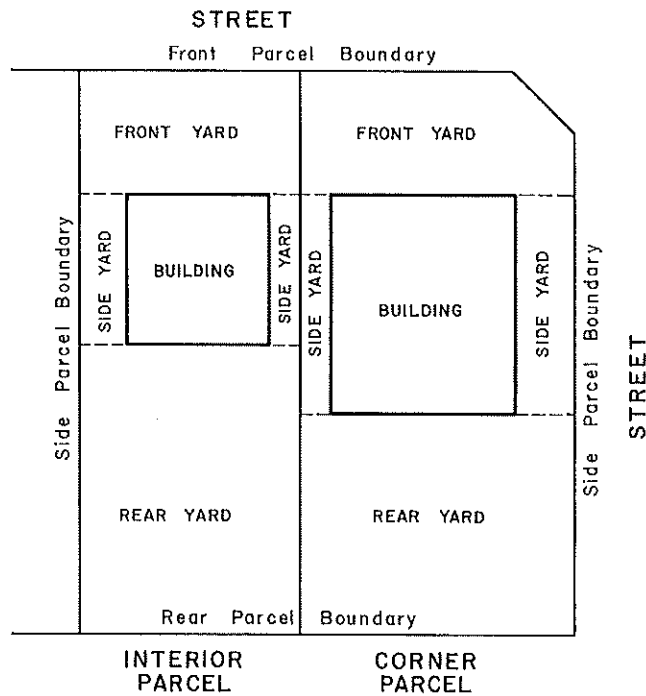 STREET
Front Parcel Boundary
FRONT YARD
FRONT YARD
Side Parcel Boundary
SIDE YARD
BUILDING
SIDE YARD
SIDE YARD
BUILDING
SIDE YARD
Side Parcel Boundary
STREET
REAR YARD
REAR YARD
Rear Parcel Boundary
INTERIOR
PARCEL
CORNER
PARCEL